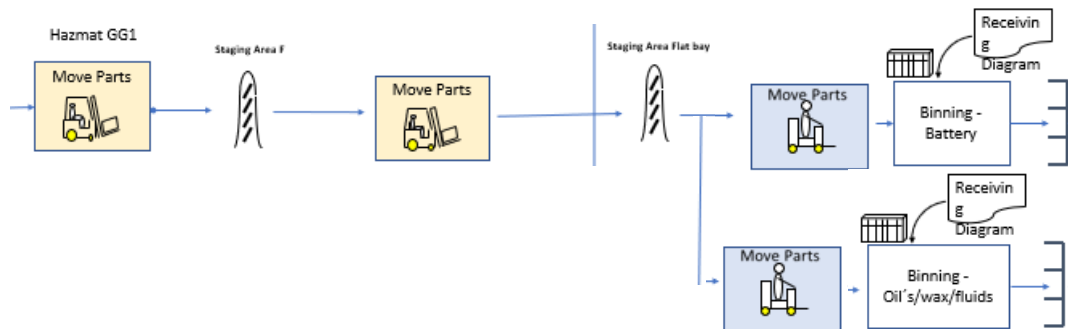 Hazmat GG1
Move Parts
Staging Area F
Move Parts
Staging Area Flat bay
Move Parts
Receivin
g
Diagram
Binning -
Battery
Move Parts
Receivin
g
Diagram
Binning -
Oil´s/wax/fluids